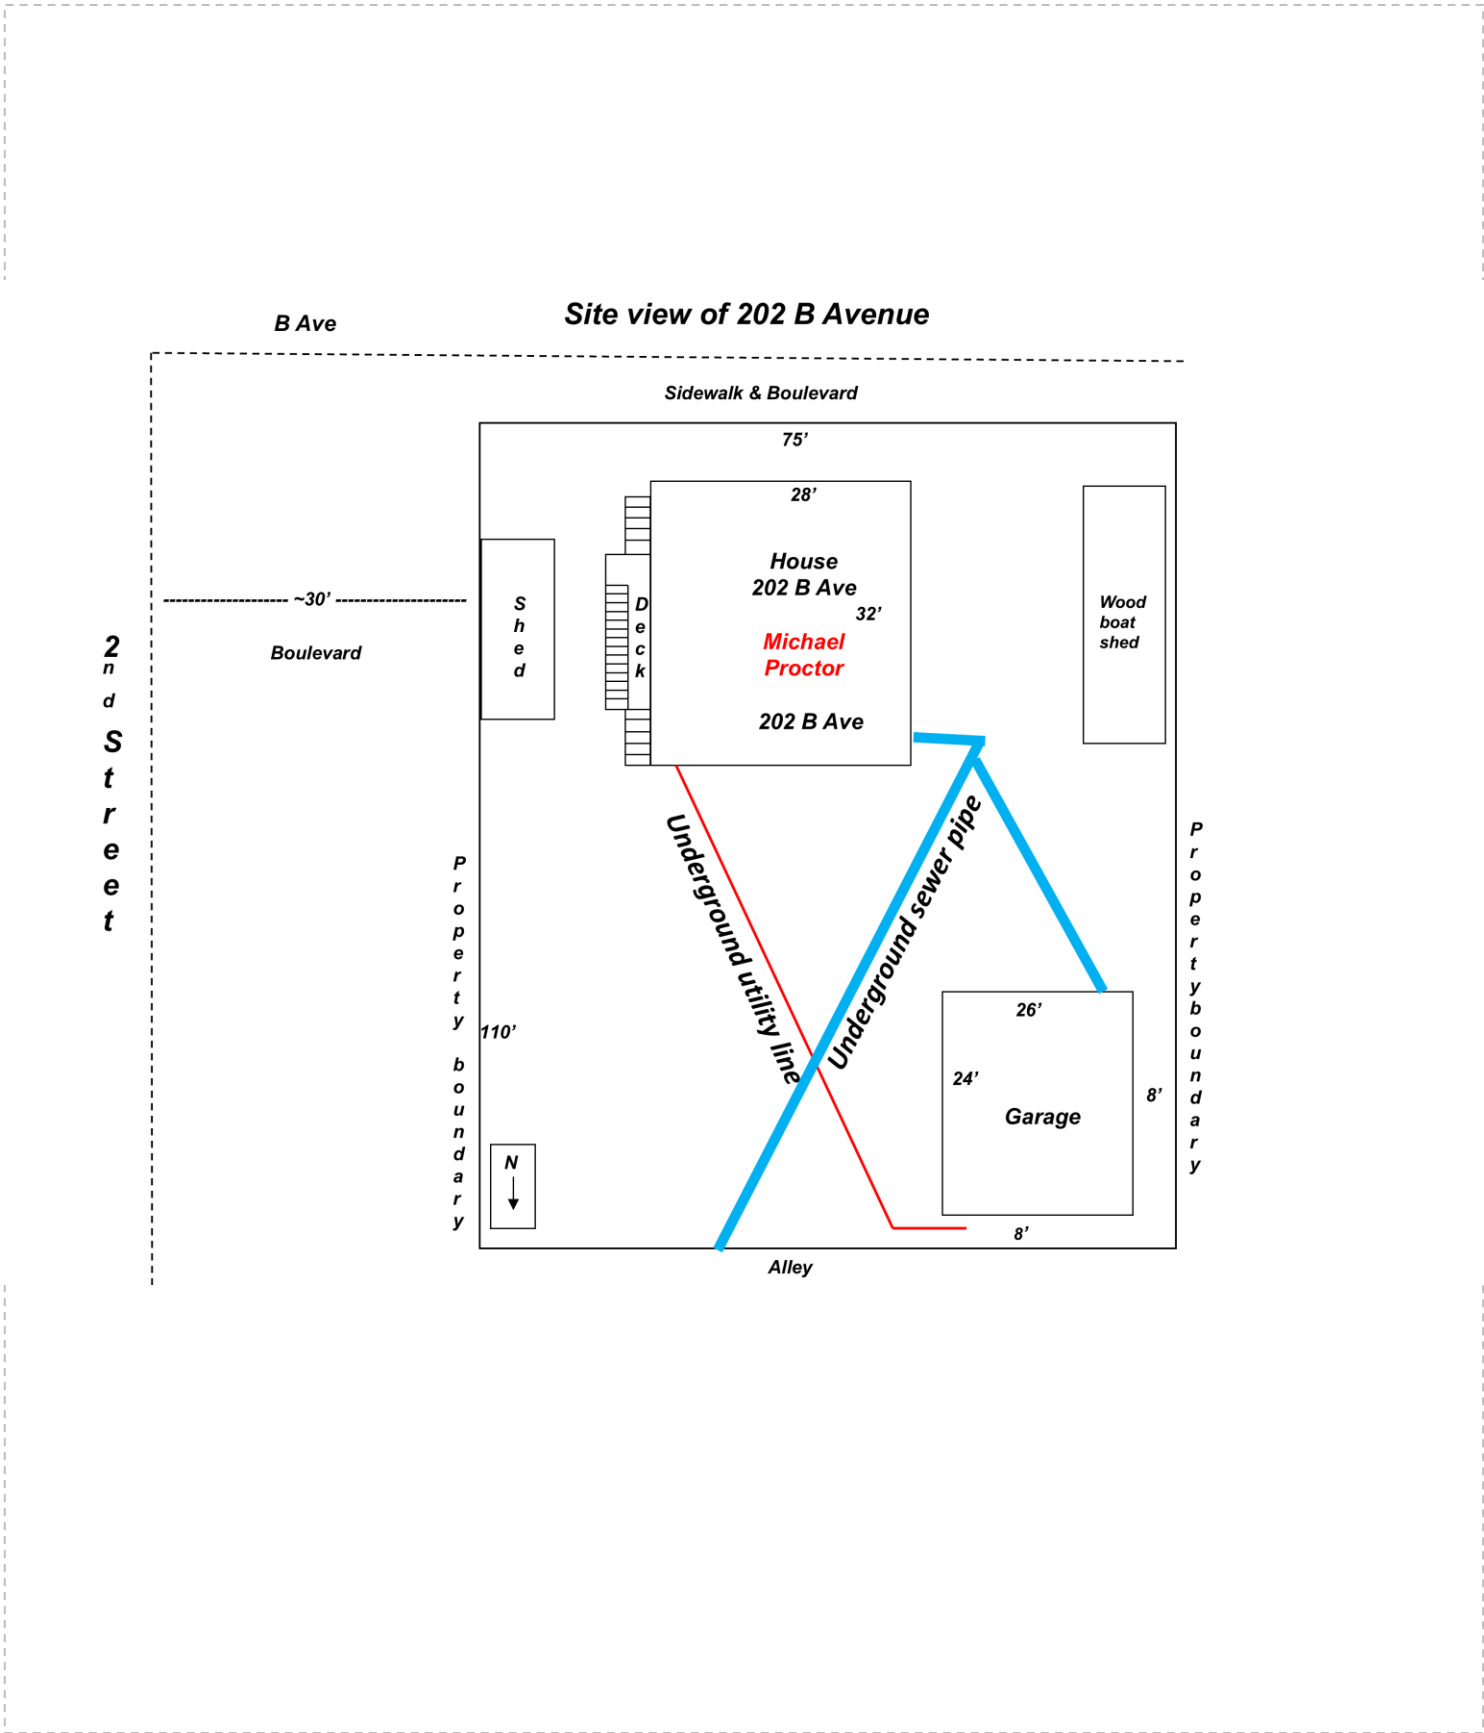 Site view of 202 B Avenue
B Ave
Sidewalk & Boulevard
75’
28’
House
202 B Ave
32’
Michael
Proctor
202 B Ave
Shed
Deck
Wood
boat
shed
~30’
Boulevard
2nd Street
Property boundary
110’
Underground utility line
Underground sewer pipe
Property boundary
26’
24’
Garage
8’
8’
N
Alley